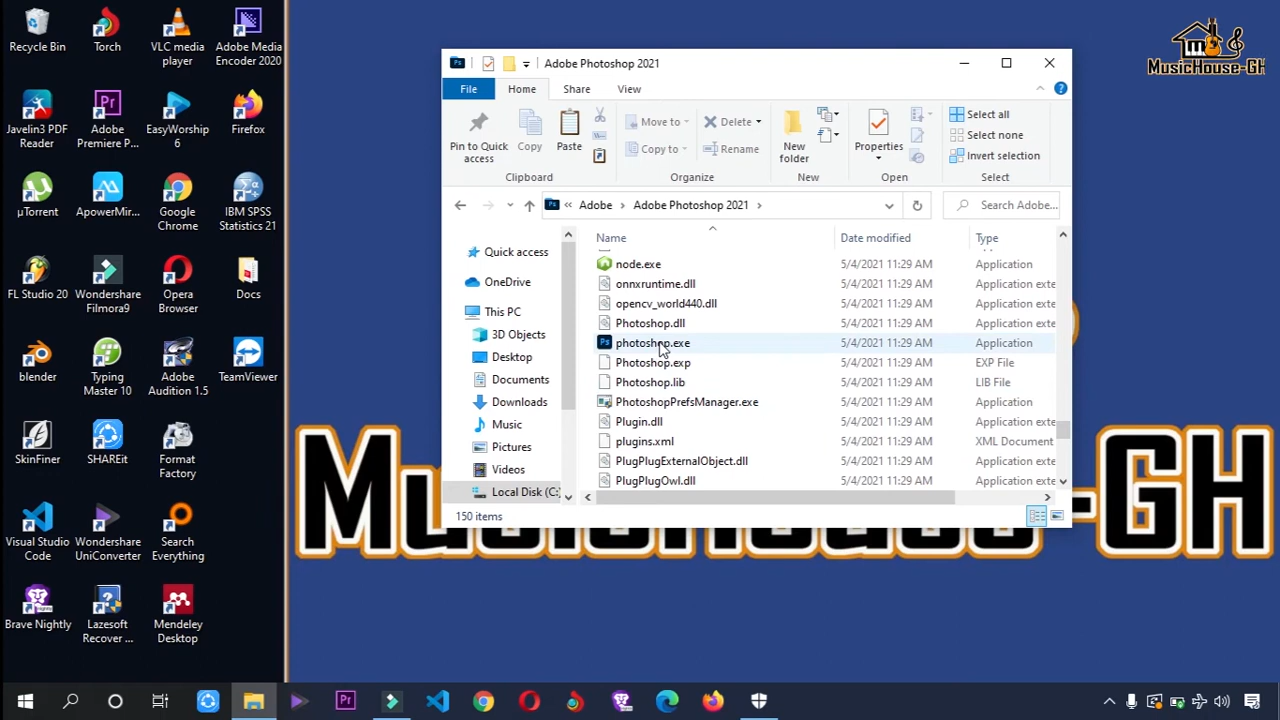 Recycle Bin
Torch
VLC media
player
Adobe Media
Encoder 2020
Javelin3 PDF
Reader
Adobe
Premiere P...
EasyWorship
6
Firefox
µTorrent
ApowerMir...
Google
Chrome
IBM SPSS
Statistics 21
FL Studio 20
Wondershare
Filmora9
Opera
Browser
Docs
blender
Typing
Master 10
Adobe
Audition 1.5
TeamViewer
SkinFiner
SHAREit
Format
Factory
Visual Studio
Code
Wondershare
UniConverter
Search
Everything
Brave Nightly
Lazesoft
Recover ...
Mendeley
Desktop
MusicHouse-GH
Adobe Photoshop 2021
File
Home
Share
View
Pin to Quick
access
Copy
Paste
Move to
Copy to
Delete
Rename
New
folder
Properties
Select all
Select none
Invert selection
Clipboard
Organize
New
Open
Select
« Adobe > Adobe Photoshop 2021 >
Search Adobe...
Quick access
OneDrive
This PC
3D Objects
Desktop
Documents
Downloads
Music
Pictures
Videos
Local Disk (C:)
Name Date modified Type
node.exe 5/4/2021 11:29 AM Application
onnxruntime.dll 5/4/2021 11:29 AM Application exte
opencv_world440.dll 5/4/2021 11:29 AM Application exte
Photoshop.dll 5/4/2021 11:29 AM Application exte
photoshop.exe 5/4/2021 11:29 AM Application
Photoshop.exp 5/4/2021 11:29 AM EXP File
Photoshop.lib 5/4/2021 11:29 AM LIB File
PhotoshopPrefsManager.exe 5/4/2021 11:29 AM Application
Plugin.dll 5/4/2021 11:29 AM Application exte
plugins.xml 5/4/2021 11:29 AM XML Document
PlugPlugExternalObject.dll 5/4/2021 11:29 AM Application exte
PlugPlugOwl.dll 5/4/2021 11:29 AM Application exte
150 items
MusicHouse-GH